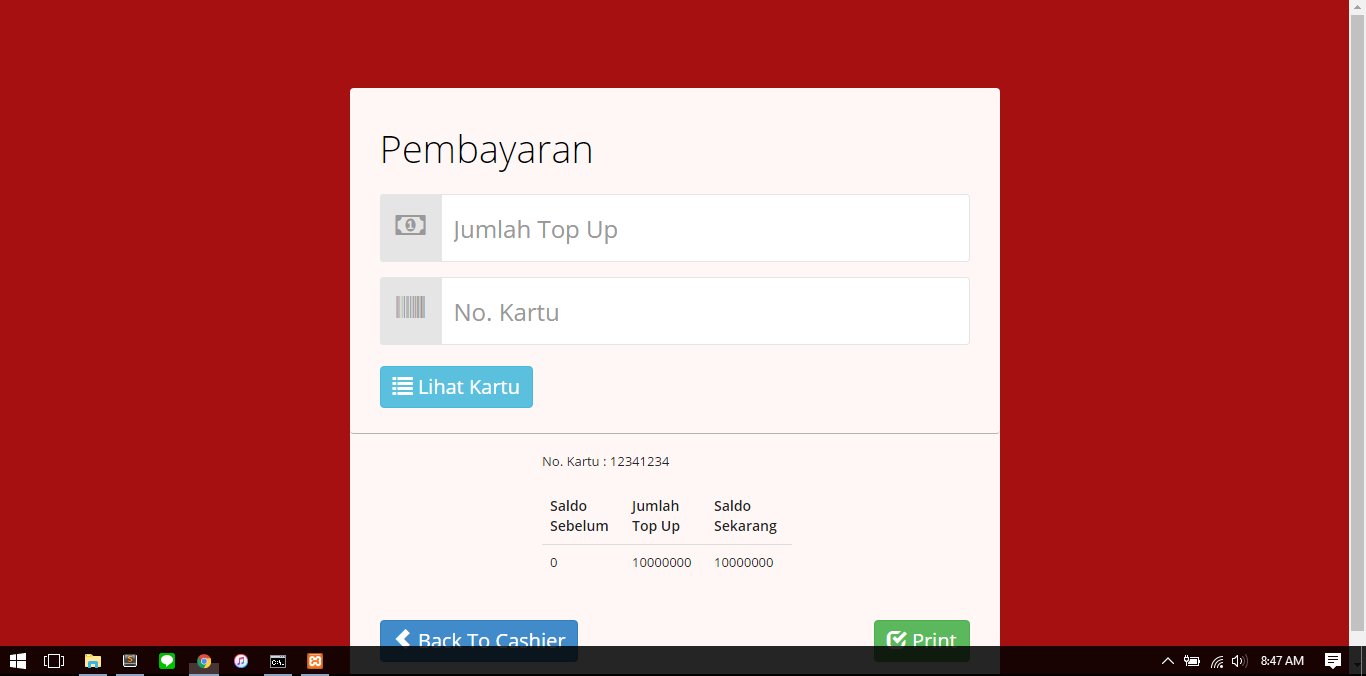 Pembayaran
Jumlah Top Up
No. Kartu
Lihat Kartu
No. Kartu : 12341234
Saldo Sebelum
Jumlah Top Up
Saldo Sekarang
0 10000000 10000000
Back To Cashier
Print
8:47 AM